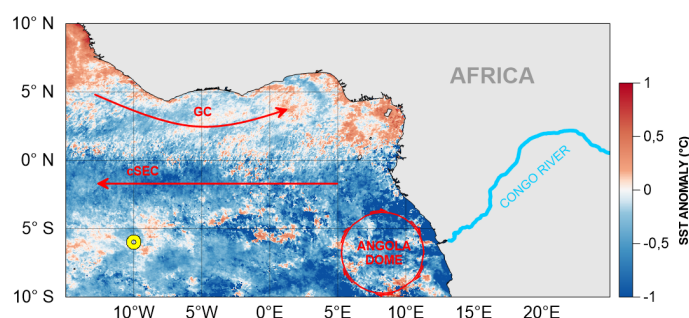 10° N
5° N
0° N
5° S
10° S
10°W
5°W
0°E
5°E
10°E
15°E
20°E
AFRICA
GC
cSEC
ANGOLA
DOME
CONGO RIVER
1
0,5
0
-0,5
-1
SST ANOMALY (°C)